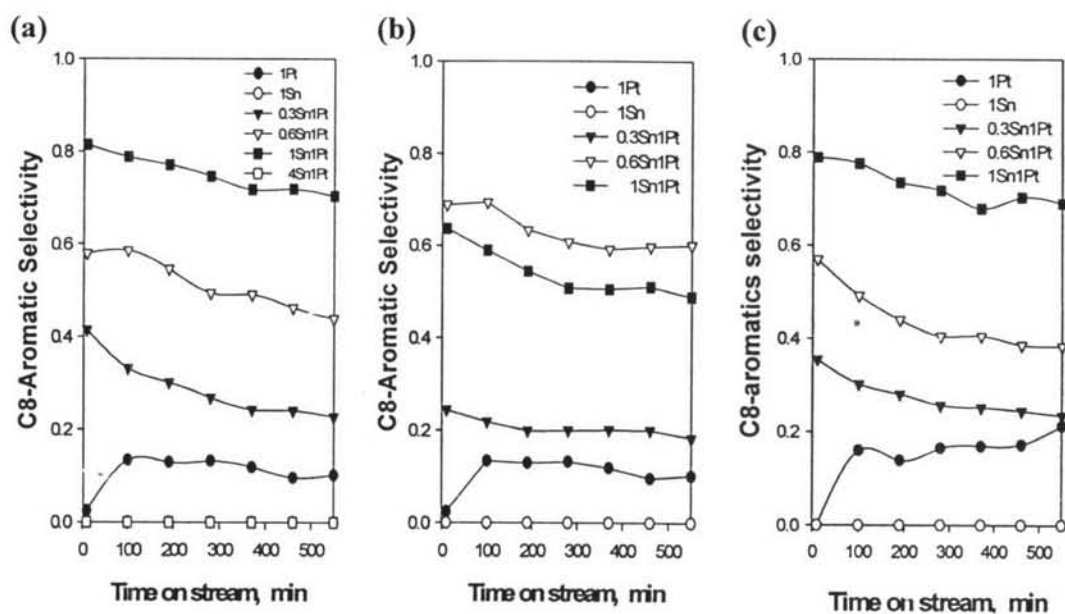 (a)
C8-Aromatic Selectivity
1.0
0.8
0.6
0.4
0.2
0.0
1Pt
1Sn
0.3Sn1Pt
0.6Sn1Pt
1Sn1Pt
4Sn1Pt
0 100 200 300 400 500
Time on stream, min
(b)
C8-Aromatic Selectivity
1.0
0.8
0.6
0.4
0.2
0.0
1Pt
1Sn
0.3Sn1Pt
0.6Sn1Pt
1Sn1Pt
0 100 200 300 400 500
Time on stream, min
(c)
C8-aromatics selectivity
1.0
0.8
0.6
0.4
0.2
0.0
1Pt
1Sn
0.3Sn1Pt
0.6Sn1Pt
1Sn1Pt
0 100 200 300 400 500
Time on stream, min